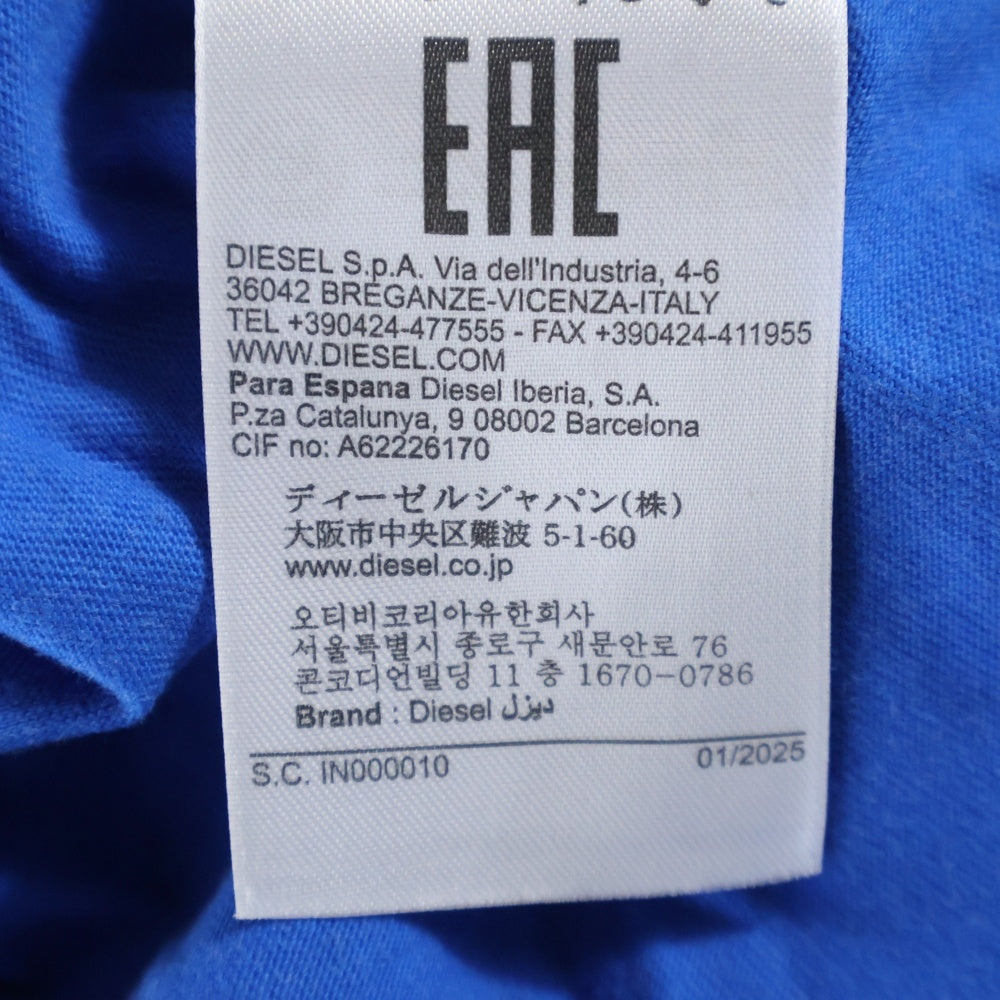 EAC
DIESEL S.p.A. Via dell'Industria, 4-6
36042 BREGANZE-VICENZA-ITALY
TEL +390424-477555 - FAX +390424-411955
WWW.DIESEL.COM
Para Espana Diesel Iberia, S.A.
P.za Catalunya, 9 08002 Barcelona
CIF no: A62226170
ディーゼルジャパン(株)
大阪市中央区難波 5-1-60
www.diesel.co.jp
오티비코리아유한회사
서울특별시 종로구 새문안로 76
콘코디언빌딩 11 층 1670-0786
Brand : Diesel ديزل
S.C. IN000010 01/2025